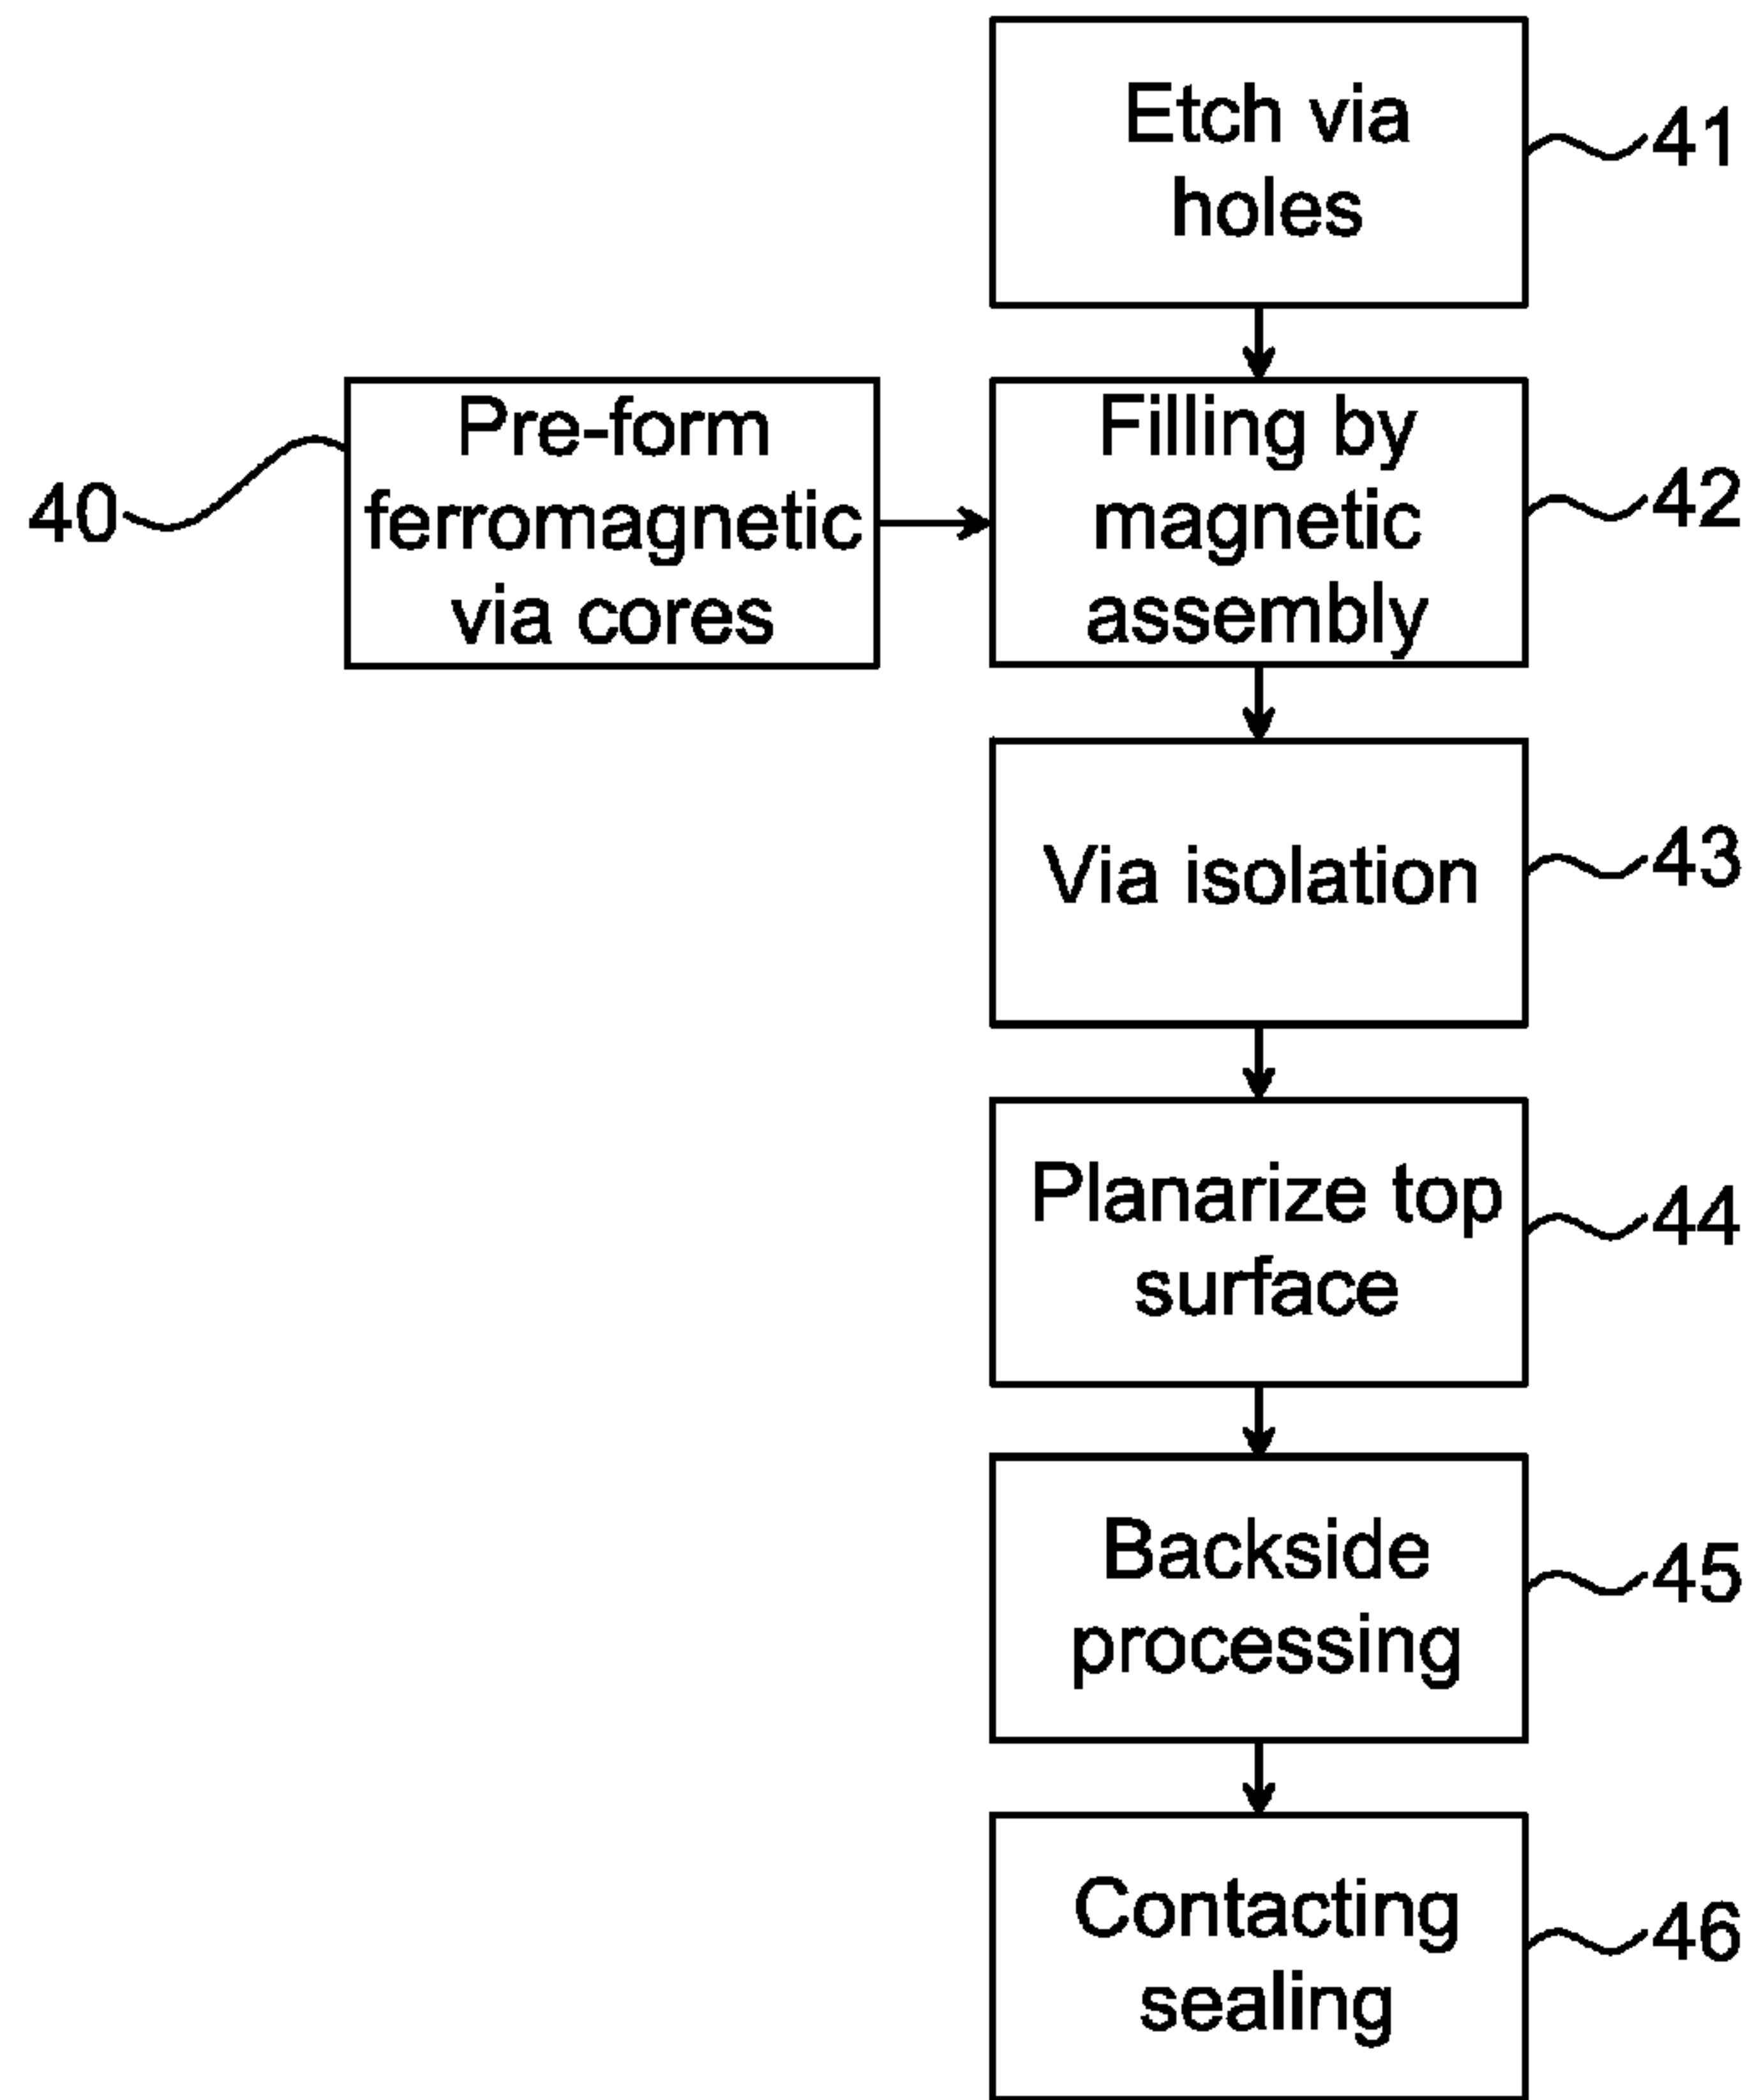 Etch via
holes
41
Pre-form
ferromagnetic
via cores
40
Filling by
magnetic
assembly
42
Via isolation
43
Planarize top
surface
44
Backside
processing
45
Contacting
sealing
46